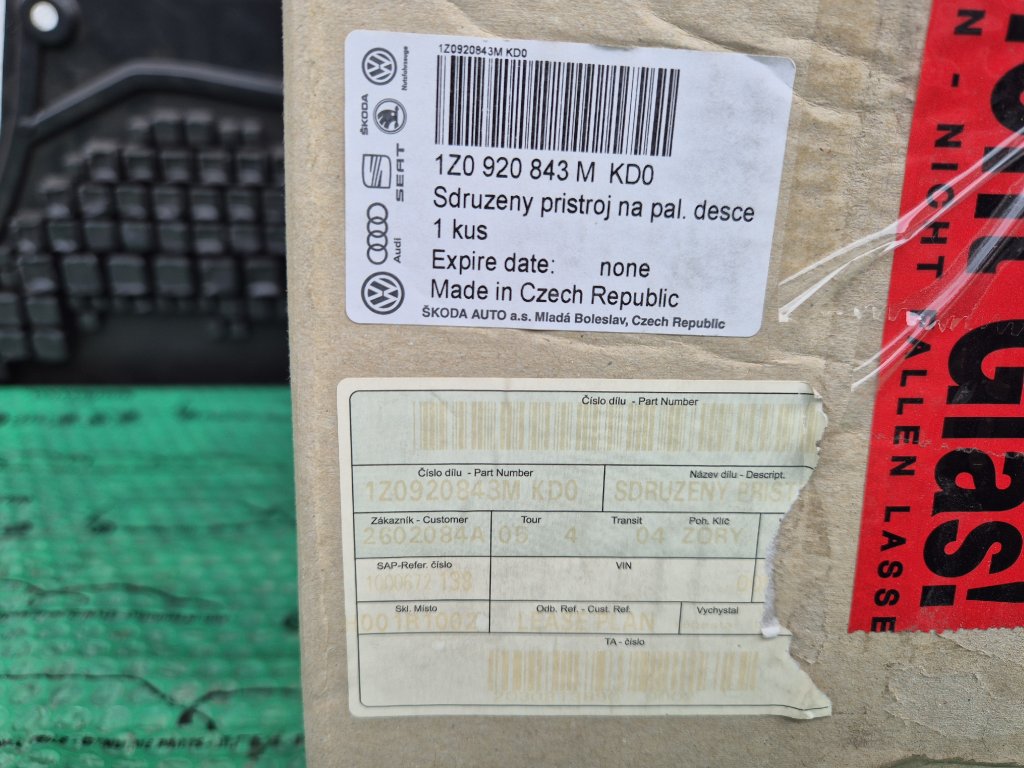 1Z0920843M KD0
Nutzfahrzeuge
ŠKODA
SEAT
Audi
1Z0 920 843 M KD0
Sdruzeny pristroj na pal. desce
1 kus
Expire date: none
Made in Czech Republic
ŠKODA AUTO a.s. Mladá Boleslav, Czech Republic
Číslo dílu - Part Number
Číslo dílu - Part Number
Název dílu - Descript.
1Z0920843M KD0
SDRUZENY PRIST
Zákazník - Customer
Tour
Transit
Poh. Klíč
2602084A
05
4
04
ZORY
SAP-Refer. číslo
VIN
Skl. Místo
Odb. Ref. - Cust. Ref.
Vychystal
LEASE PLAN
TA - číslo
Glas!
N - NICHT FALLEN LASSE